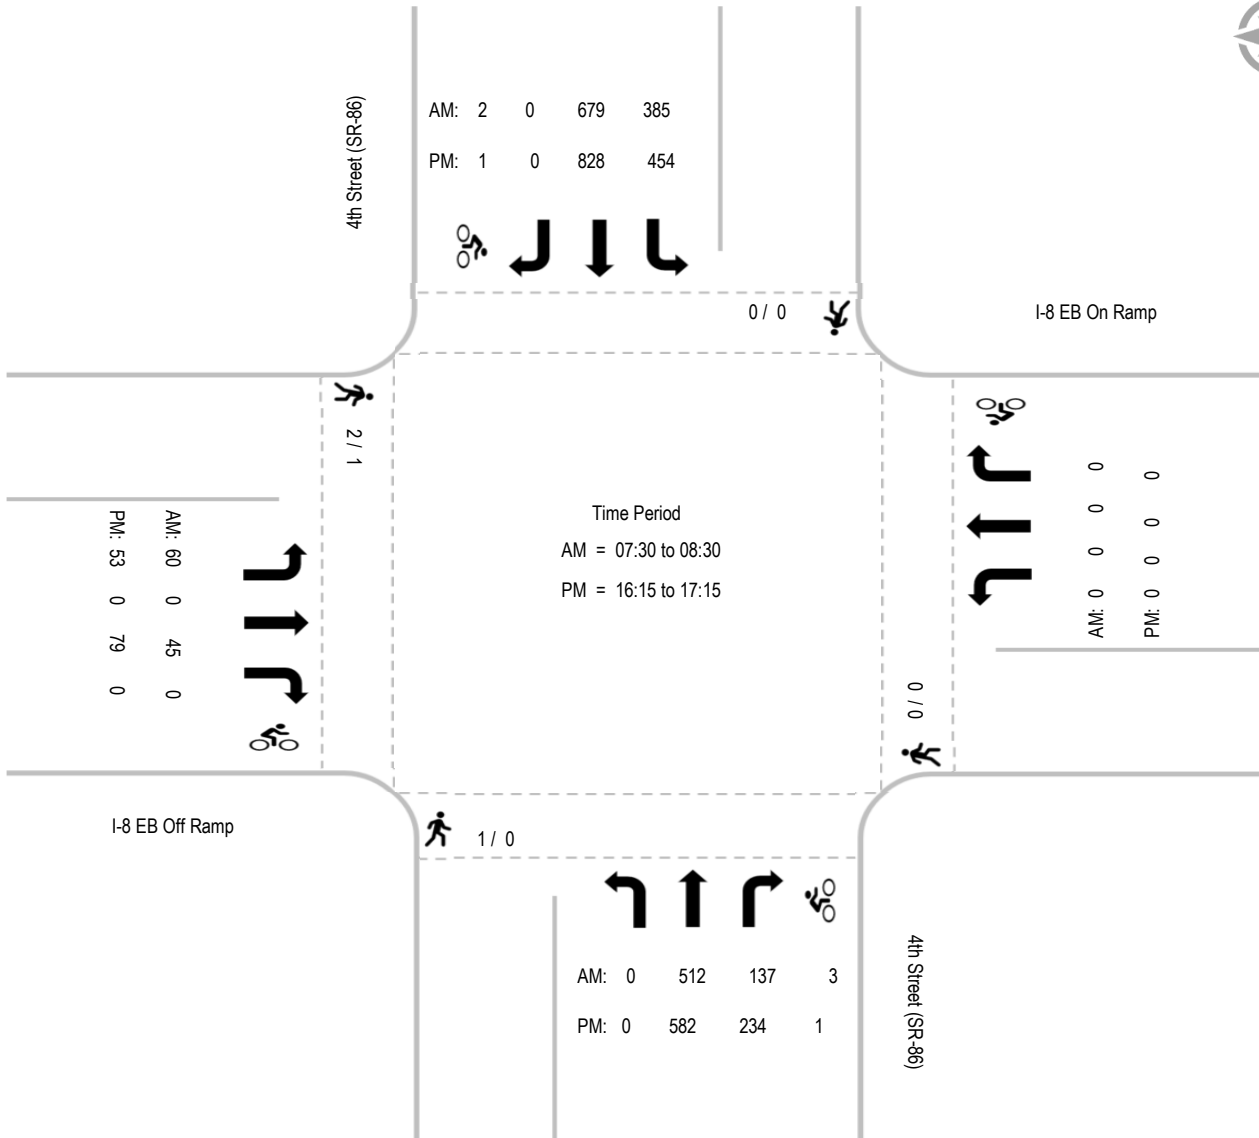 4th Street (SR-86)
AM: 2 0 679 385
PM: 1 0 828 454
0 / 0
I-8 EB On Ramp
2 / 1
Time Period
AM = 07:30 to 08:30
PM = 16:15 to 17:15
AM: 60 0 45 0
PM: 53 0 79 0
AM: 0 0 0 0
PM: 0 0 0 0
0 / 0
I-8 EB Off Ramp
1 / 0
AM: 0 512 137 3
PM: 0 582 234 1
4th Street (SR-86)